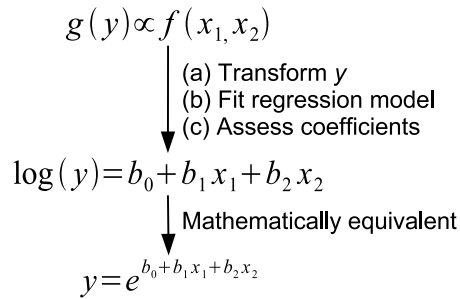 g(y)∝f(x₁,x₂)
(a) Transform y
(b) Fit regression model
(c) Assess coefficients
log(y)=b₀+b₁x₁+b₂x₂
Mathematically equivalent
y=e^{b₀+b₁x₁+b₂x₂}